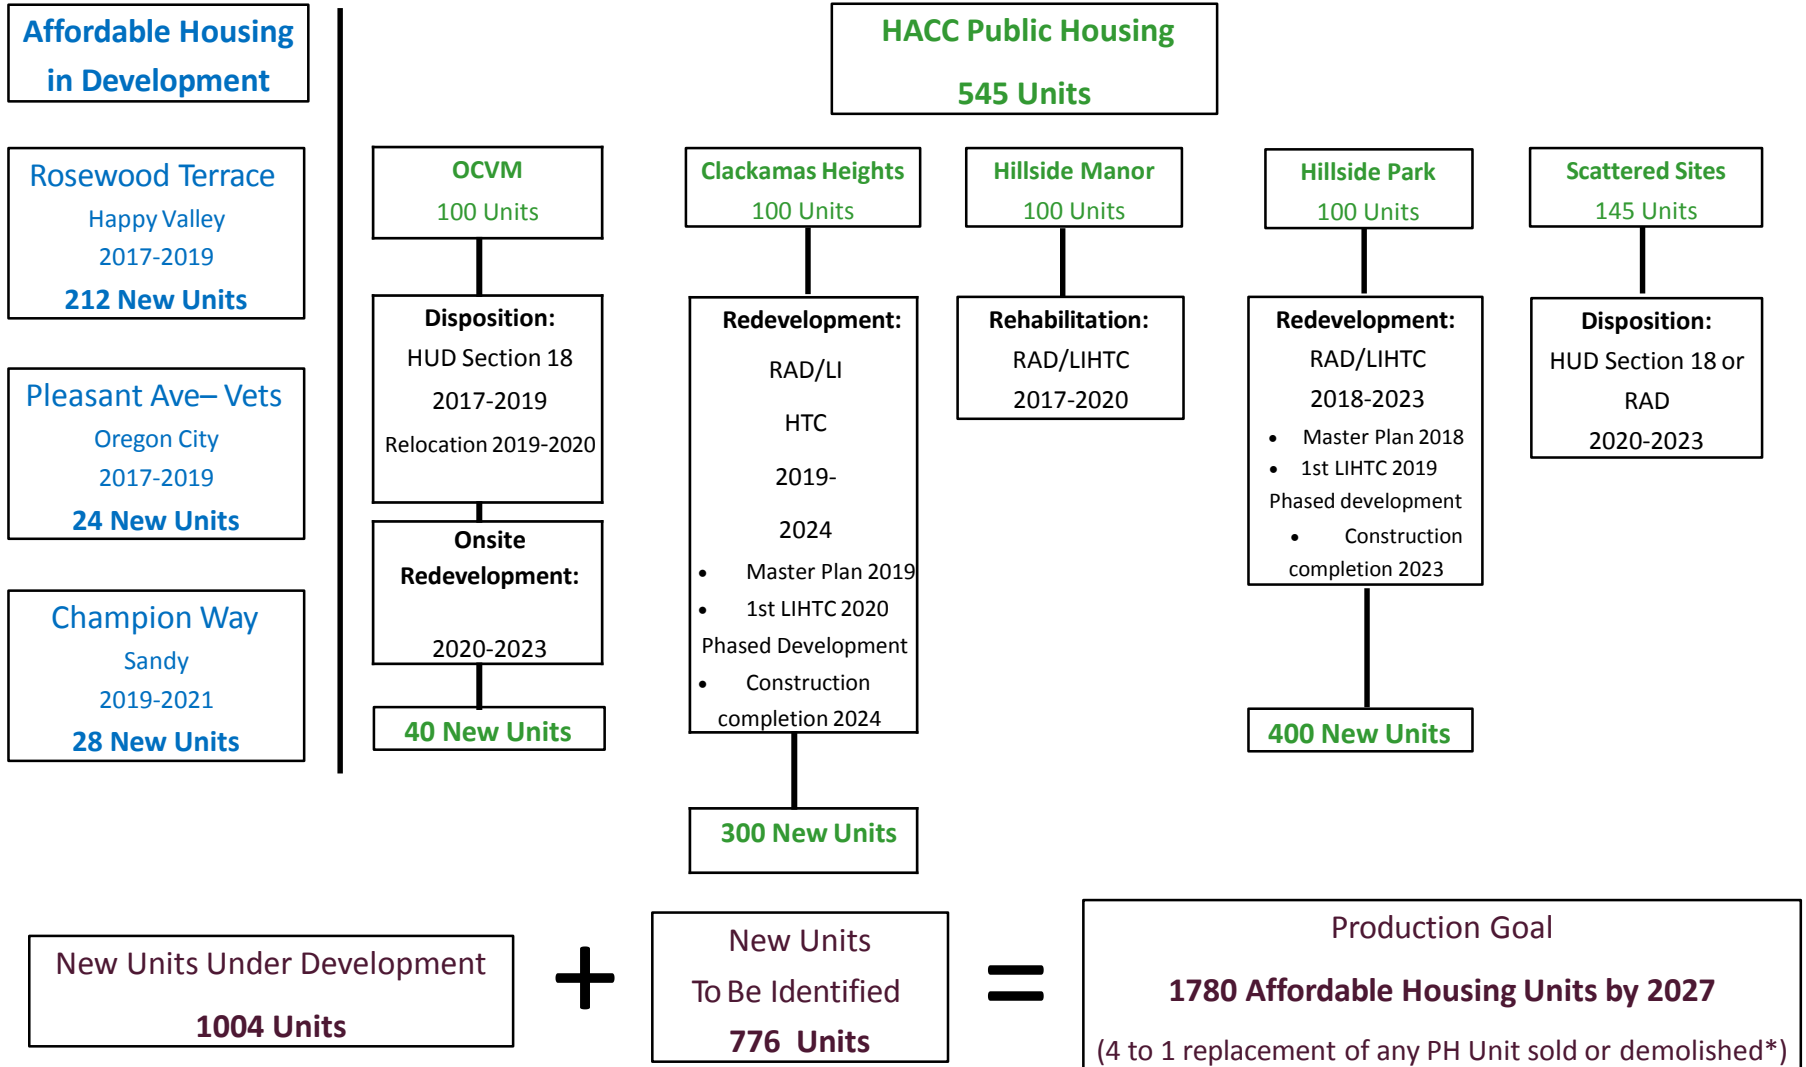 Affordable Housing
in Development
Rosewood Terrace
Happy Valley
2017-2019
212 New Units
Pleasant Ave– Vets
Oregon City
2017-2019
24 New Units
Champion Way
Sandy
2019-2021
28 New Units
HACC Public Housing
545 Units
OCVM
100 Units
Disposition:
HUD Section 18
2017-2019
Relocation 2019-2020
Onsite
Redevelopment:
2020-2023
40 New Units
Clackamas Heights
100 Units
Redevelopment:
RAD/LI
HTC
2019-
2024
• Master Plan 2019
• 1st LIHTC 2020
Phased Development
• Construction
completion 2024
300 New Units
Hillside Manor
100 Units
Rehabilitation:
RAD/LIHTC
2017-2020
Hillside Park
100 Units
Redevelopment:
RAD/LIHTC
2018-2023
• Master Plan 2018
• 1st LIHTC 2019
Phased development
• Construction
completion 2023
400 New Units
Scattered Sites
145 Units
Disposition:
HUD Section 18 or
RAD
2020-2023
New Units Under Development
1004 Units
+
New Units
To Be Identified
776 Units
=
Production Goal
1780 Affordable Housing Units by 2027
(4 to 1 replacement of any PH Unit sold or demolished*)